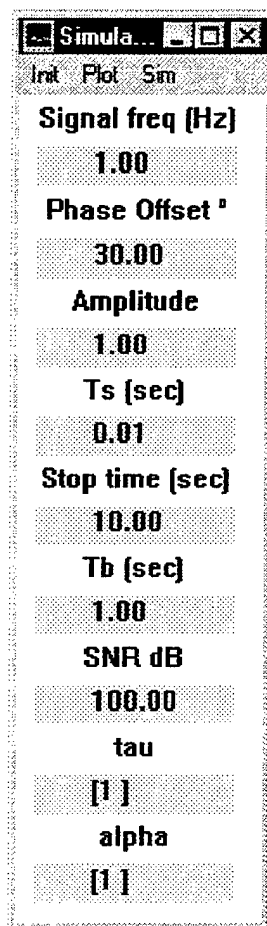 Simula...
Init Plot Sim
Signal freq (Hz)
1.00
Phase Offset º
30.00
Amplitude
1.00
Ts (sec)
0.01
Stop time (sec)
10.00
Tb (sec)
1.00
SNR dB
100.00
tau
[1 ]
alpha
[1 ]